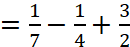 = 1/7 − 1/4 + 3/2